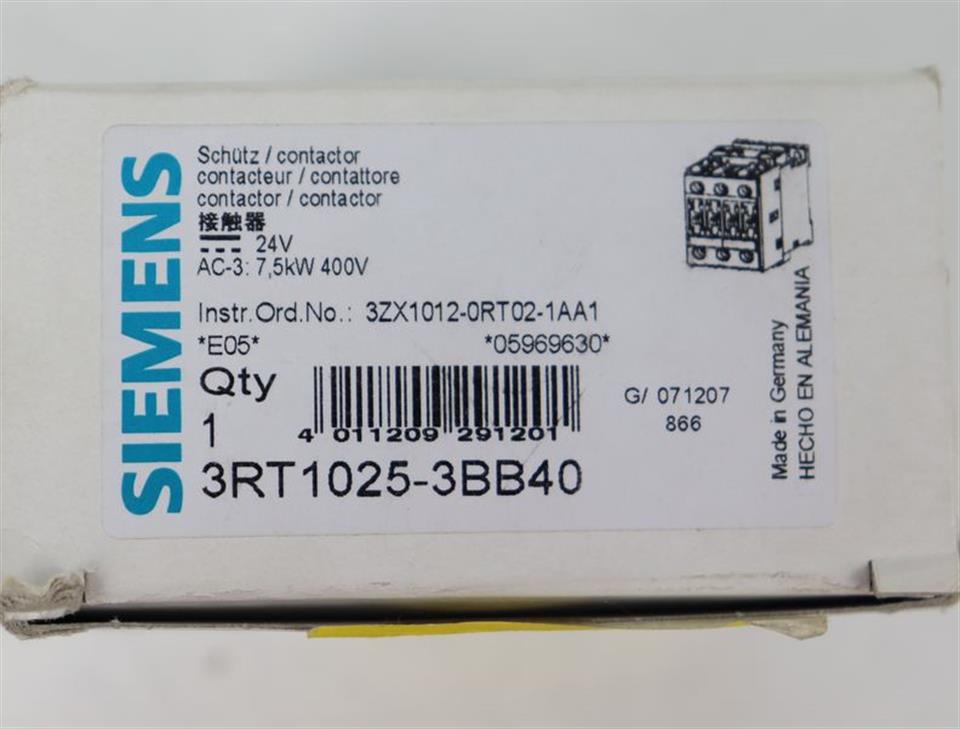 SIEMENS
Schütz / contactor
contacteur / contattore
contactor / contactor
接触器
24V
AC-3: 7,5kW 400V
Instr.Ord.No.: 3ZX1012-0RT02-1AA1
*E05* *05969630*
Qty
1
4 011209 291201
3RT1025-3BB40
G/ 071207
866
Made in Germany
HECHO EN ALEMANIA